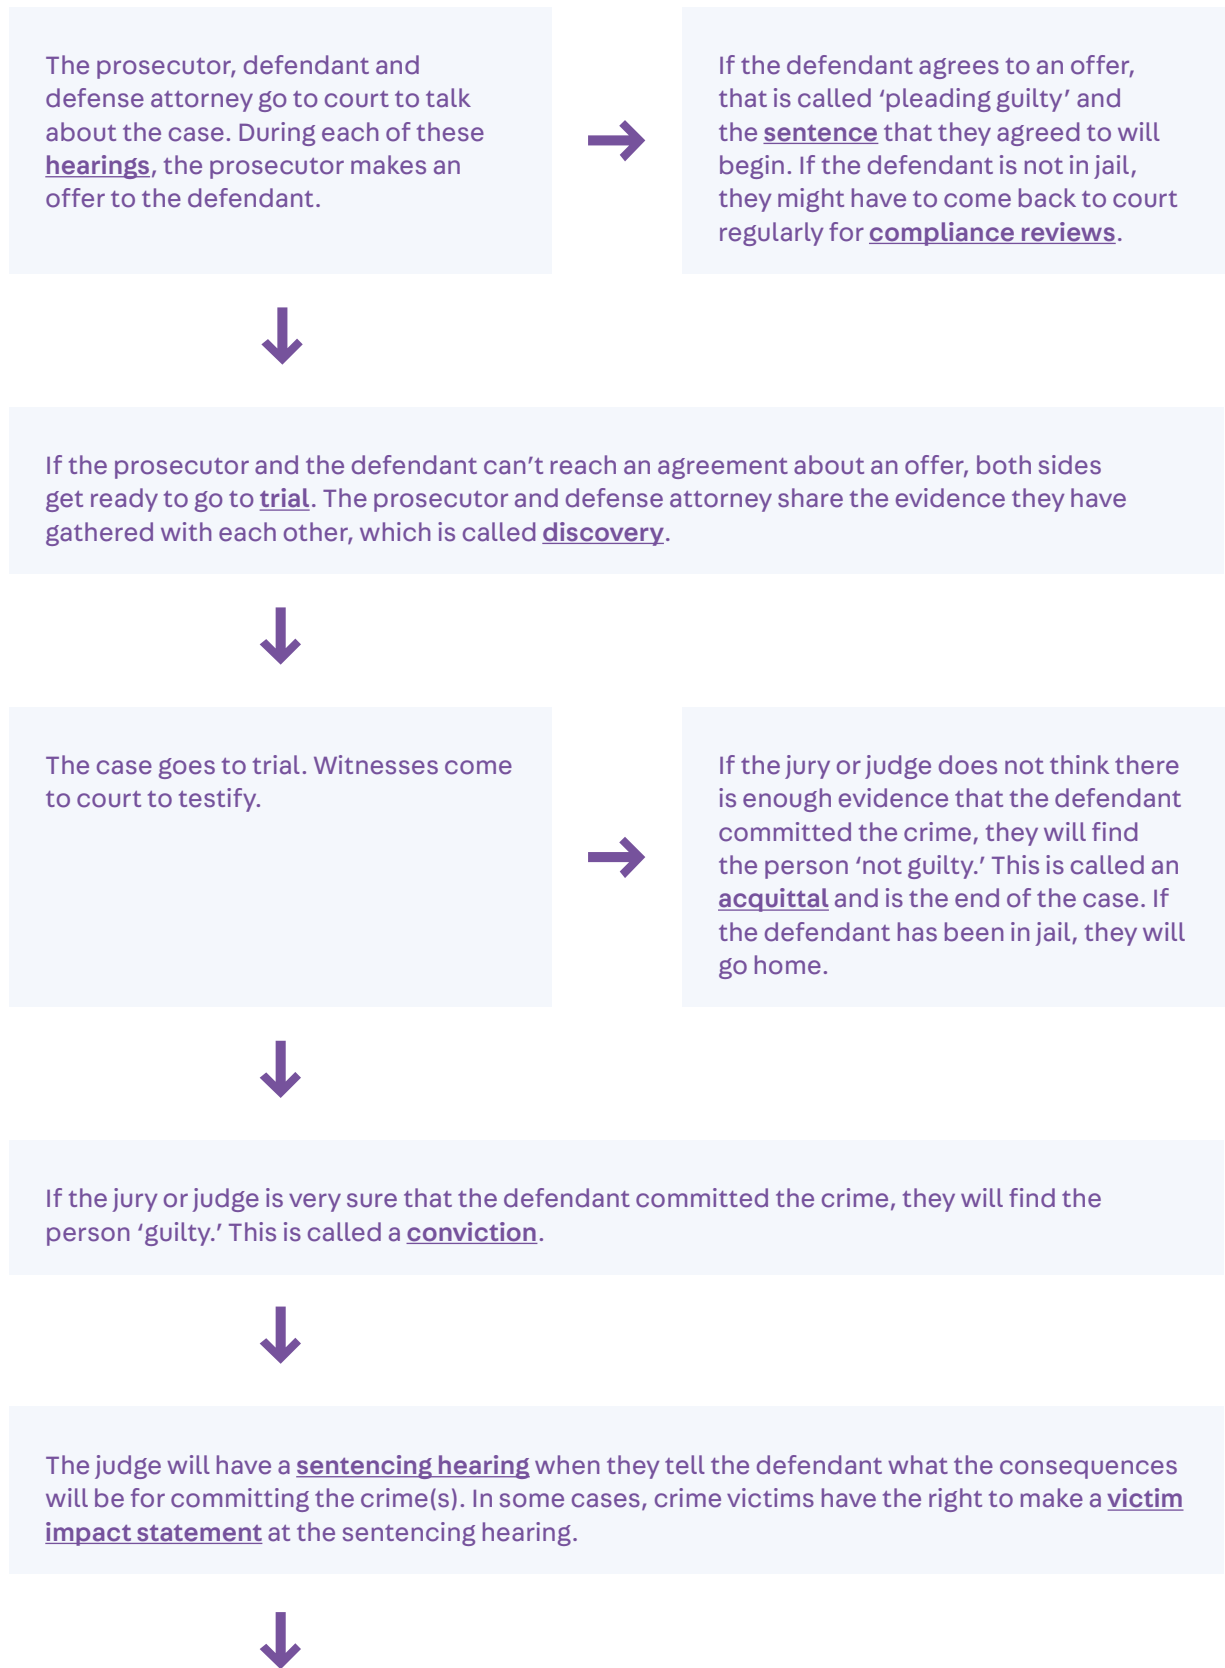 The prosecutor, defendant and
defense attorney go to court to talk
about the case. During each of these
hearings, the prosecutor makes an
offer to the defendant.
If the defendant agrees to an offer,
that is called ‘pleading guilty’ and
the sentence that they agreed to will
begin. If the defendant is not in jail,
they might have to come back to court
regularly for compliance reviews.
If the prosecutor and the defendant can’t reach an agreement about an offer, both sides
get ready to go to trial. The prosecutor and defense attorney share the evidence they have
gathered with each other, which is called discovery.
The case goes to trial. Witnesses come
to court to testify.
If the jury or judge does not think there
is enough evidence that the defendant
committed the crime, they will find
the person ‘not guilty.’ This is called an
acquittal and is the end of the case. If
the defendant has been in jail, they will
go home.
If the jury or judge is very sure that the defendant committed the crime, they will find the
person ‘guilty.’ This is called a conviction.
The judge will have a sentencing hearing when they tell the defendant what the consequences
will be for committing the crime(s). In some cases, crime victims have the right to make a victim
impact statement at the sentencing hearing.